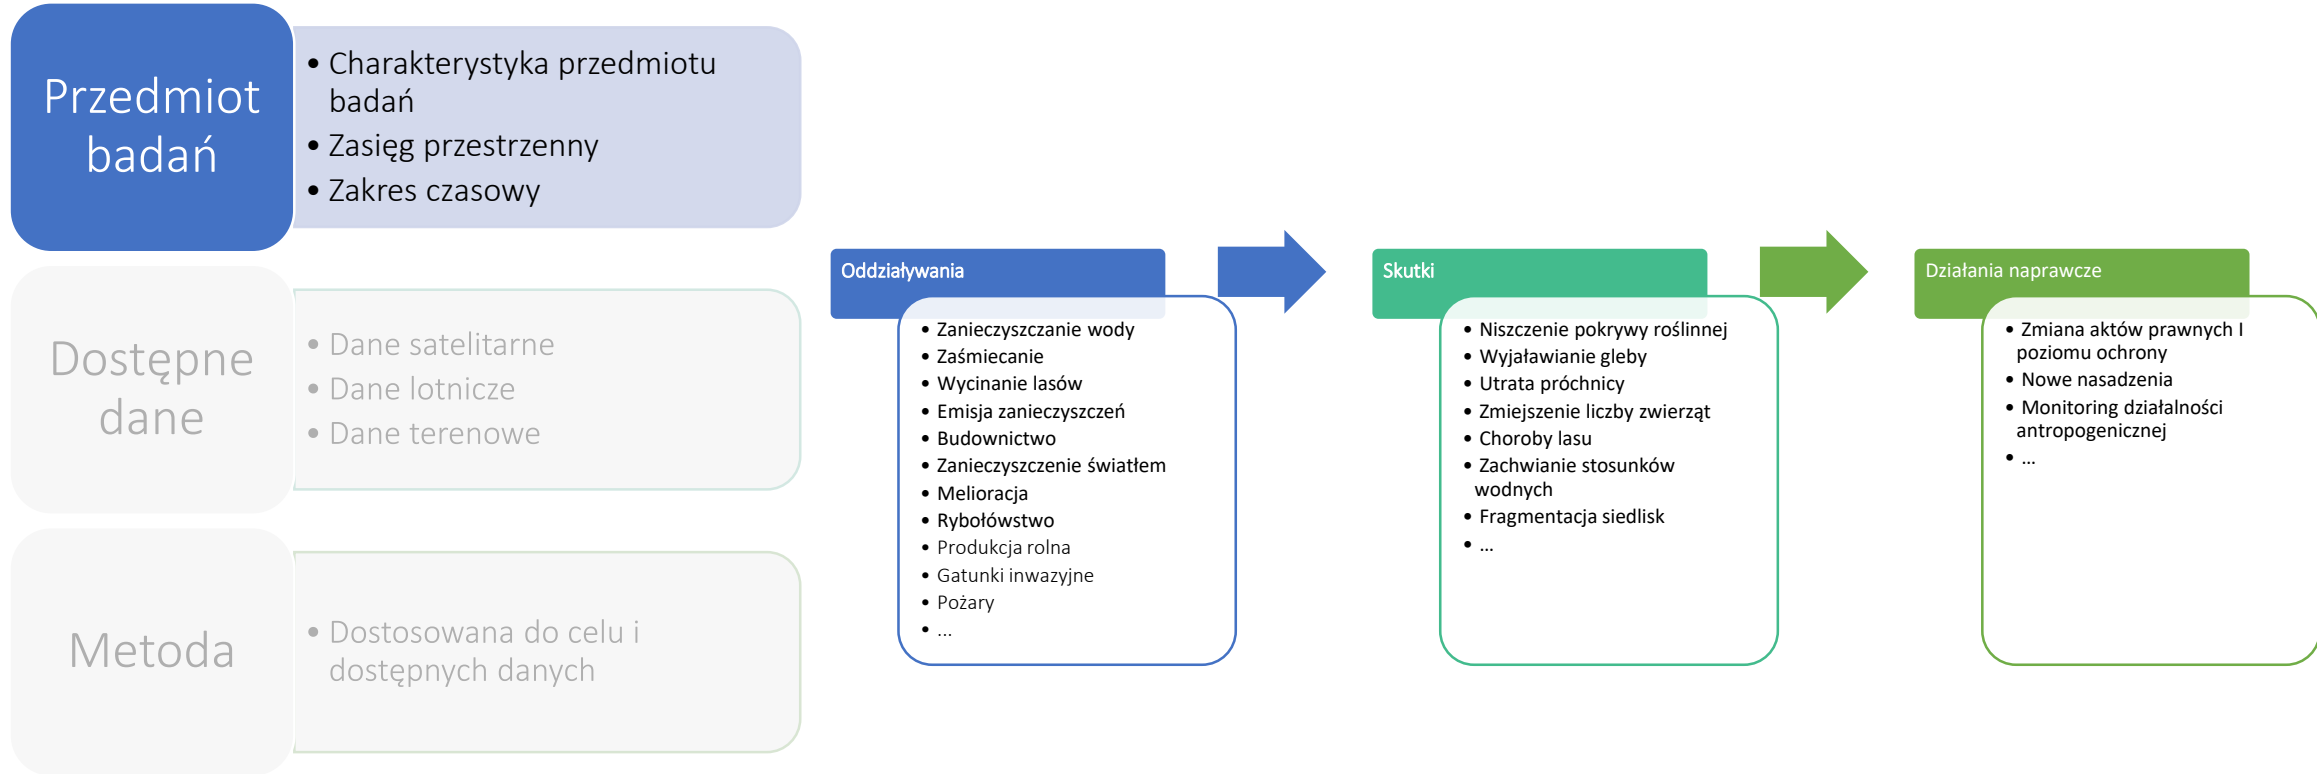 Przedmiot
badań
• Charakterystyka przedmiotu
badań
• Zasięg przestrzenny
• Zakres czasowy
Dostępne
dane
• Dane satelitarne
• Dane lotnicze
• Dane terenowe
Metoda
• Dostosowana do celu i
dostępnych danych
Oddziaływania
• Zanieczyszczanie wody
• Zaśmiecanie
• Wycinanie lasów
• Emisja zanieczyszczeń
• Budownictwo
• Zanieczyszczenie światłem
• Melioracja
• Rybołówstwo
• Produkcja rolna
• Gatunki inwazyjne
• Pożary
• ...
Skutki
• Niszczenie pokrywy roślinnej
• Wyjaławianie gleby
• Utrata próchnicy
• Zmiejszenie liczby zwierząt
• Choroby lasu
• Zachwianie stosunków
wodnych
• Fragmentacja siedlisk
• ...
Działania naprawcze
• Zmiana aktów prawnych I
poziomu ochrony
• Nowe nasadzenia
• Monitoring działalności
antropogenicznej
• ...